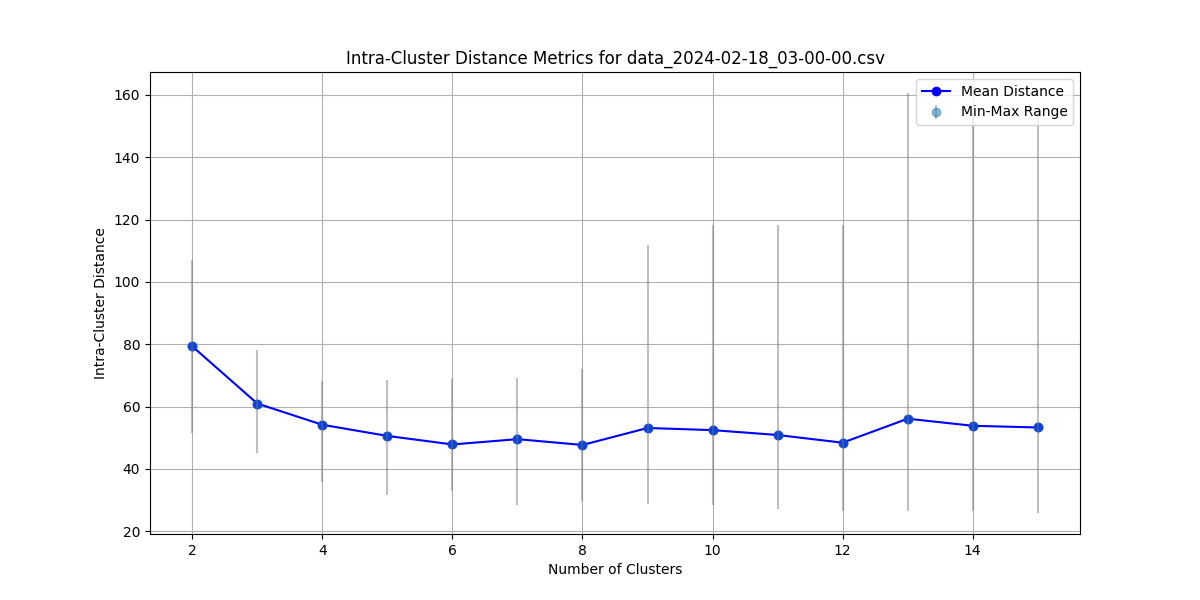 Intra-Cluster Distance Metrics for data_2024-02-18_03-00-00.csv
Mean Distance
Min-Max Range
Intra-Cluster Distance
160
140
120
100
80
60
40
20
2 4 6 8 10 12 14
Number of Clusters